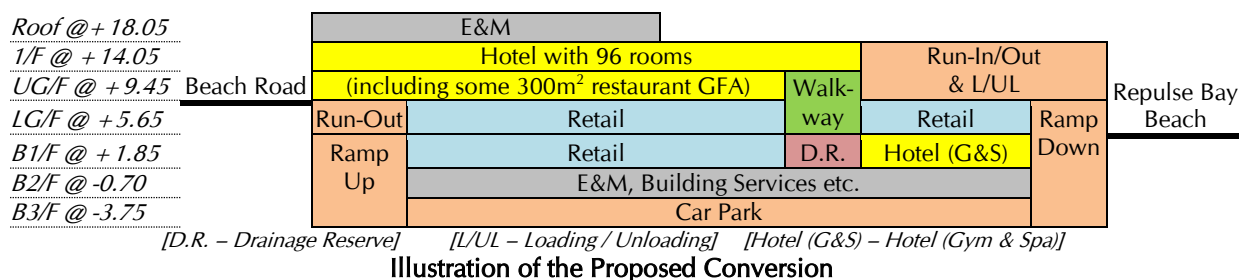 Roof @+ 18.05 E&M
1/F @ +14.05 Hotel with 96 rooms Run-In/Out
UG/F @ +9.45 Beach Road (including some 300m² restaurant GFA) Walk- & L/UL Repulse Bay
LG/F @ +5.65 Run-Out Retail way Retail Ramp Beach
B1/F @ +1.85 Ramp Retail D.R. Hotel (G&S) Down
B2/F @ -0.70 Up E&M, Building Services etc.
B3/F @ -3.75 Car Park
[D.R. – Drainage Reserve] [L/UL – Loading / Unloading] [Hotel (G&S) – Hotel (Gym & Spa)]
Illustration of the Proposed Conversion